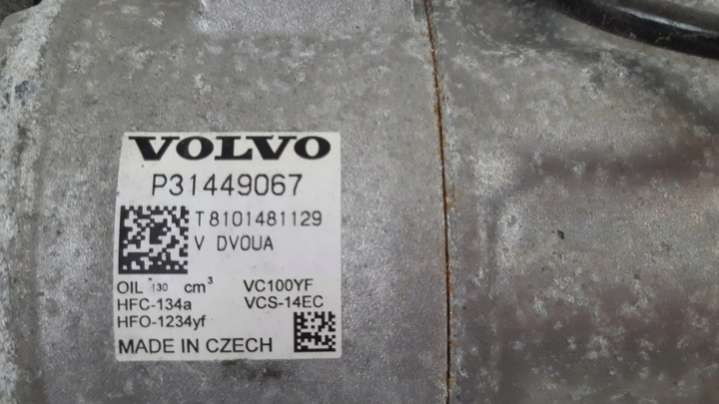 VOLVO
P31449067
T8101481129
V DVOUA
OIL 130 cm³ VC100YF
HFC-134a VCS-14EC
HFO-1234yf
MADE IN CZECH